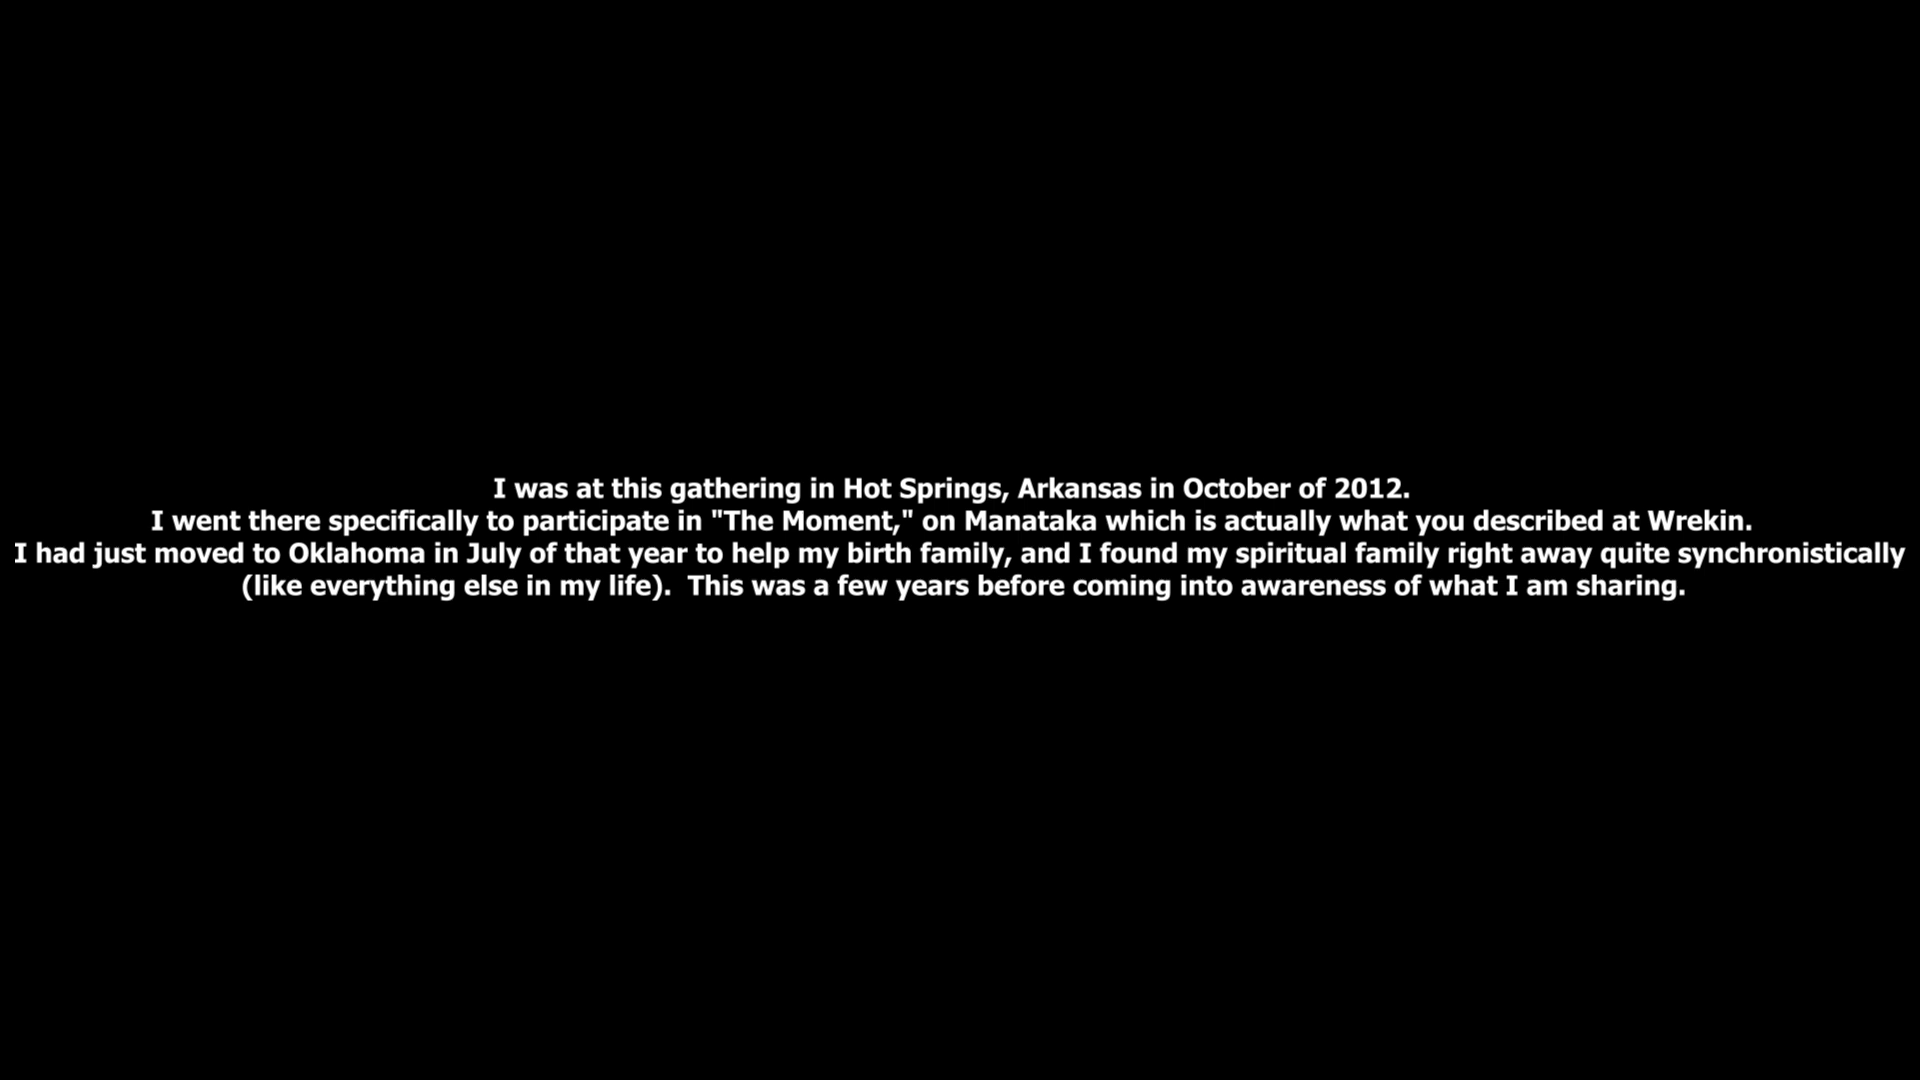 I was at this gathering in Hot Springs, Arkansas in October of 2012.
I went there specifically to participate in "The Moment," on Manataka which is actually what you described at Wrekin.
I had just moved to Oklahoma in July of that year to help my birth family, and I found my spiritual family right away quite synchronistically
(like everything else in my life).  This was a few years before coming into awareness of what I am sharing.